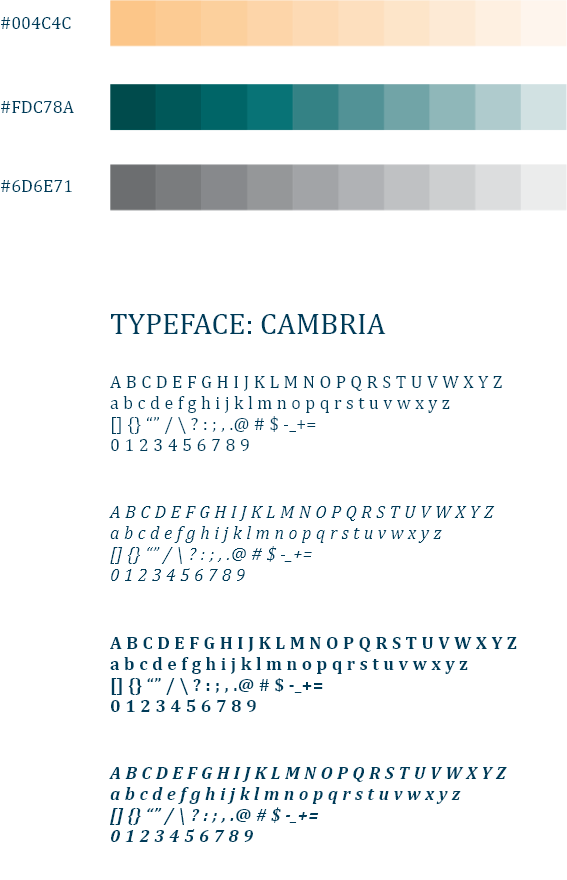 #004C4C
#FDC78A
#6D6E71
TYPEFACE: CAMBRIA
A B C D E F G H I J K L M N O P Q R S T U V W X Y Z
a b c d e f g h i j k l m n o p q r s t u v w x y z
[] {} “” / \ ? : ; , .@ # $ -_+=
0 1 2 3 4 5 6 7 8 9
A B C D E F G H I J K L M N O P Q R S T U V W X Y Z
a b c d e f g h i j k l m n o p q r s t u v w x y z
[] {} “” / \ ? : ; , .@ # $ -_+=
0 1 2 3 4 5 6 7 8 9
A B C D E F G H I J K L M N O P Q R S T U V W X Y Z
a b c d e f g h i j k l m n o p q r s t u v w x y z
[] {} “” / \ ? : ; , .@ # $ -_+=
0 1 2 3 4 5 6 7 8 9
A B C D E F G H I J K L M N O P Q R S T U V W X Y Z
a b c d e f g h i j k l m n o p q r s t u v w x y z
[] {} “” / \ ? : ; , .@ # $ -_+=
0 1 2 3 4 5 6 7 8 9